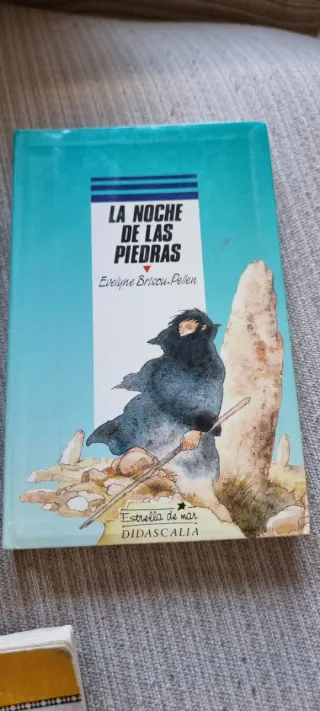 LA NOCHE
DE LAS
PIEDRAS
Evelyne Brisou-Pellen
Estrella de mar
DIDASCALIA